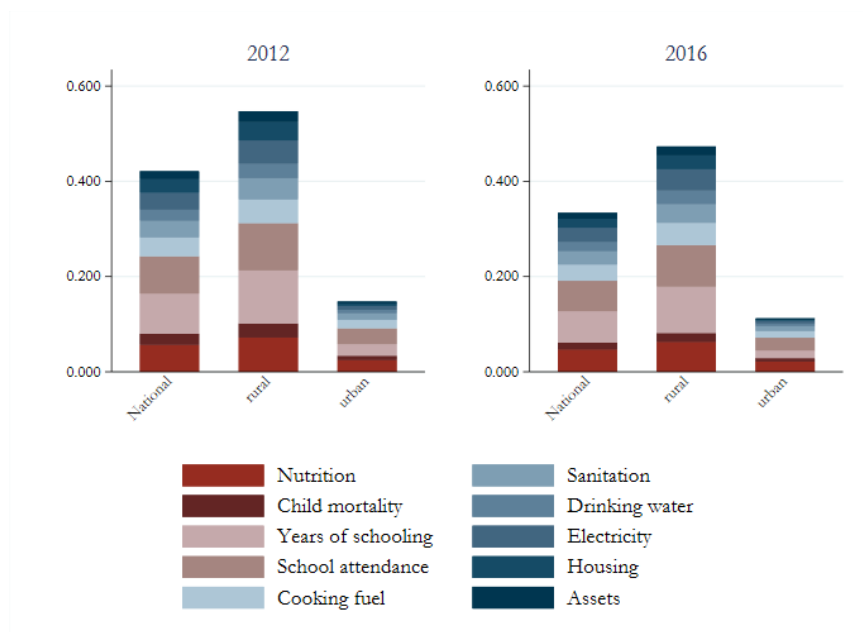 2012
0.600
0.400
0.200
0.000
National
rural
urban
2016
0.600
0.400
0.200
0.000
National
rural
urban
Nutrition
Child mortality
Years of schooling
School attendance
Cooking fuel
Sanitation
Drinking water
Electricity
Housing
Assets